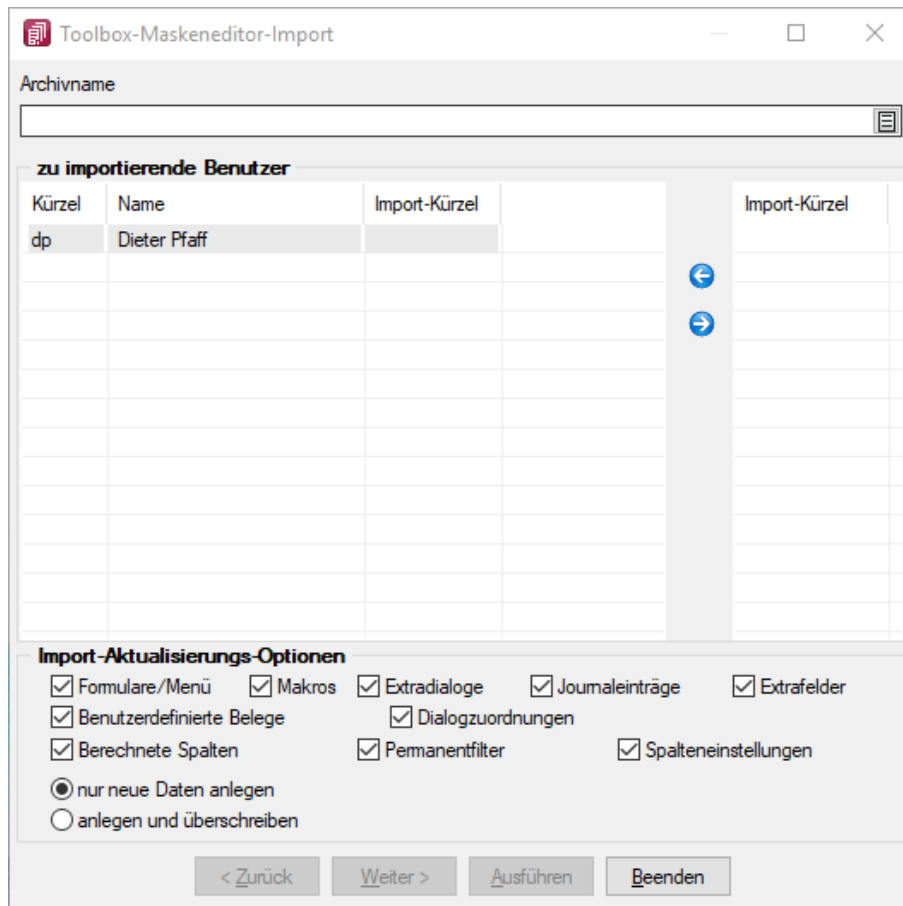 Toolbox-Maskeneditor-Import
Archivname
zu importierende Benutzer
Kürzel Name Import-Kürzel Import-Kürzel
dp Dieter Pfaff
Import-Aktualisierungs-Optionen
Formulare/Menü Makros Extradialoge Journaleinträge Extrafelder
Benutzerdefinierte Belege Dialogzuordnungen
Berechnete Spalten Permanentfilter Spalteneinstellungen
nur neue Daten anlegen
anlegen und überschreiben
< Zurück Weiter > Ausführen Beenden